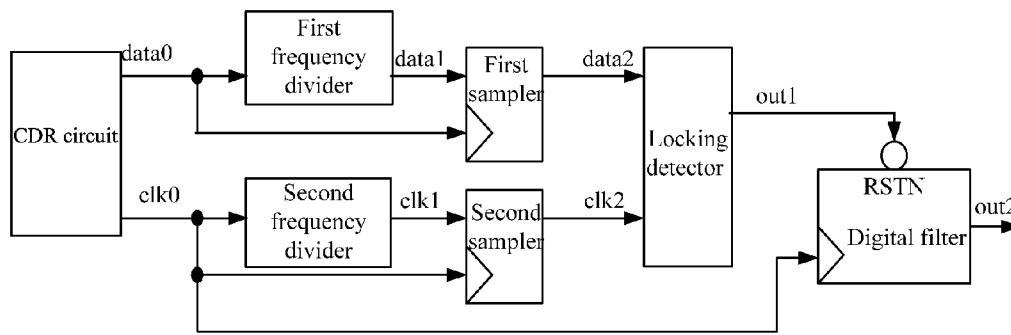 First
frequency
divider
data0
data1
First
sampler
data2
CDR circuit
Locking
detector
out1
RSTN
Digital filter
out2
clk0
Second
frequency
divider
clk1
Second
sampler
clk2